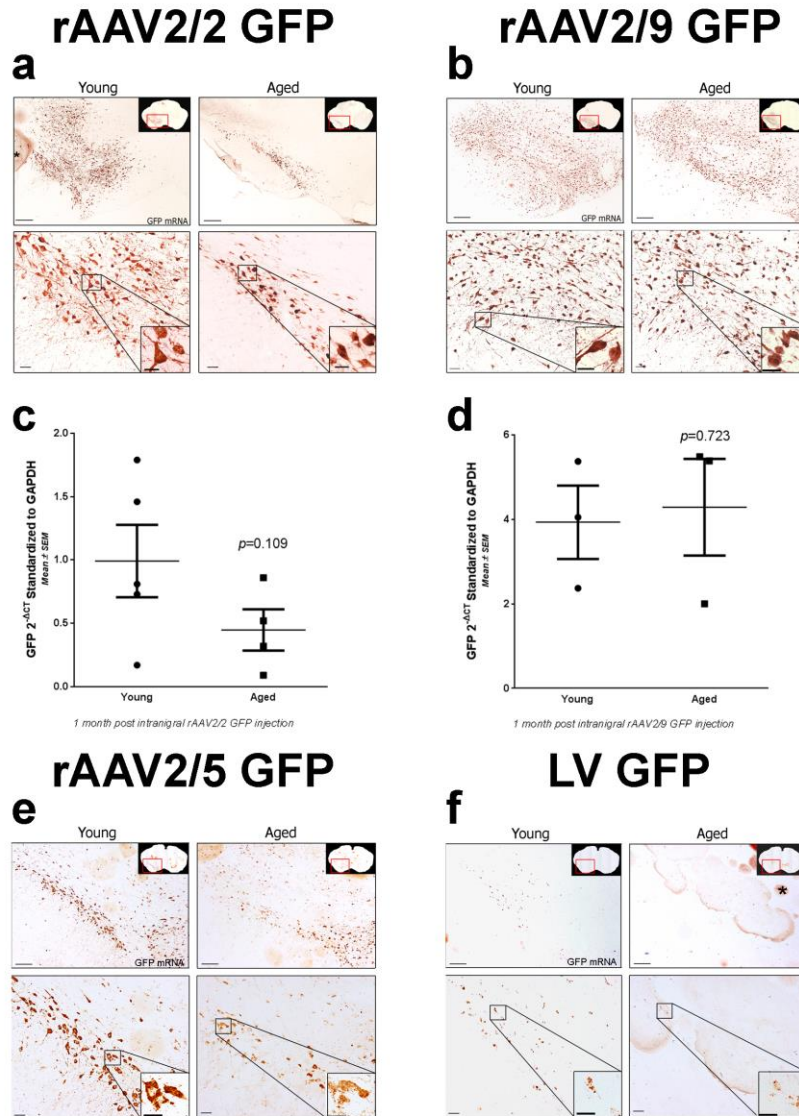 rAAV2/2 GFP
rAAV2/9 GFP
a
Young
Aged
GFP mRNA
*
b
Young
Aged
GFP mRNA
c
GFP 2^-ΔCT Standardized to GAPDH
Mean ± SEM
2.0
1.5
1.0
0.5
0.0
p=0.109
Young
Aged
1 month post intranigral rAAV2/2 GFP injection
d
GFP 2^-ΔCT Standardized to GAPDH
Mean ± SEM
6
4
2
0
p=0.723
Young
Aged
1 month post intranigral rAAV2/9 GFP injection
rAAV2/5 GFP
LV GFP
e
Young
Aged
GFP mRNA
f
Young
Aged
GFP mRNA
*